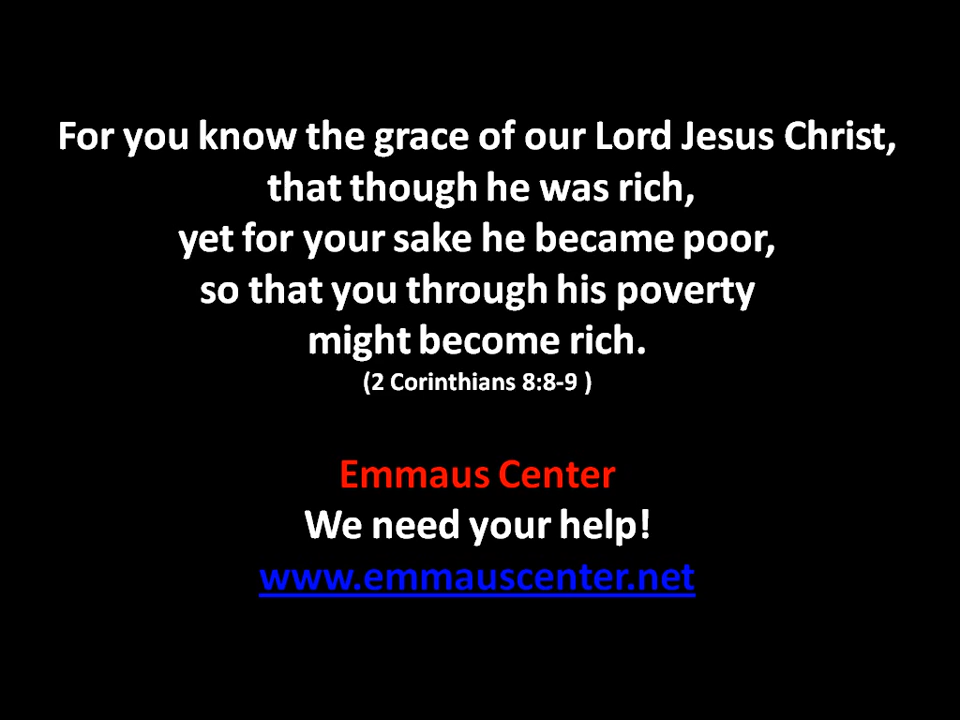 For you know the grace of our Lord Jesus Christ,
that though he was rich,
yet for your sake he became poor,
so that you through his poverty
might become rich.
(2 Corinthians 8:8-9 )
Emmaus Center
We need your help!
www.emmauscenter.net